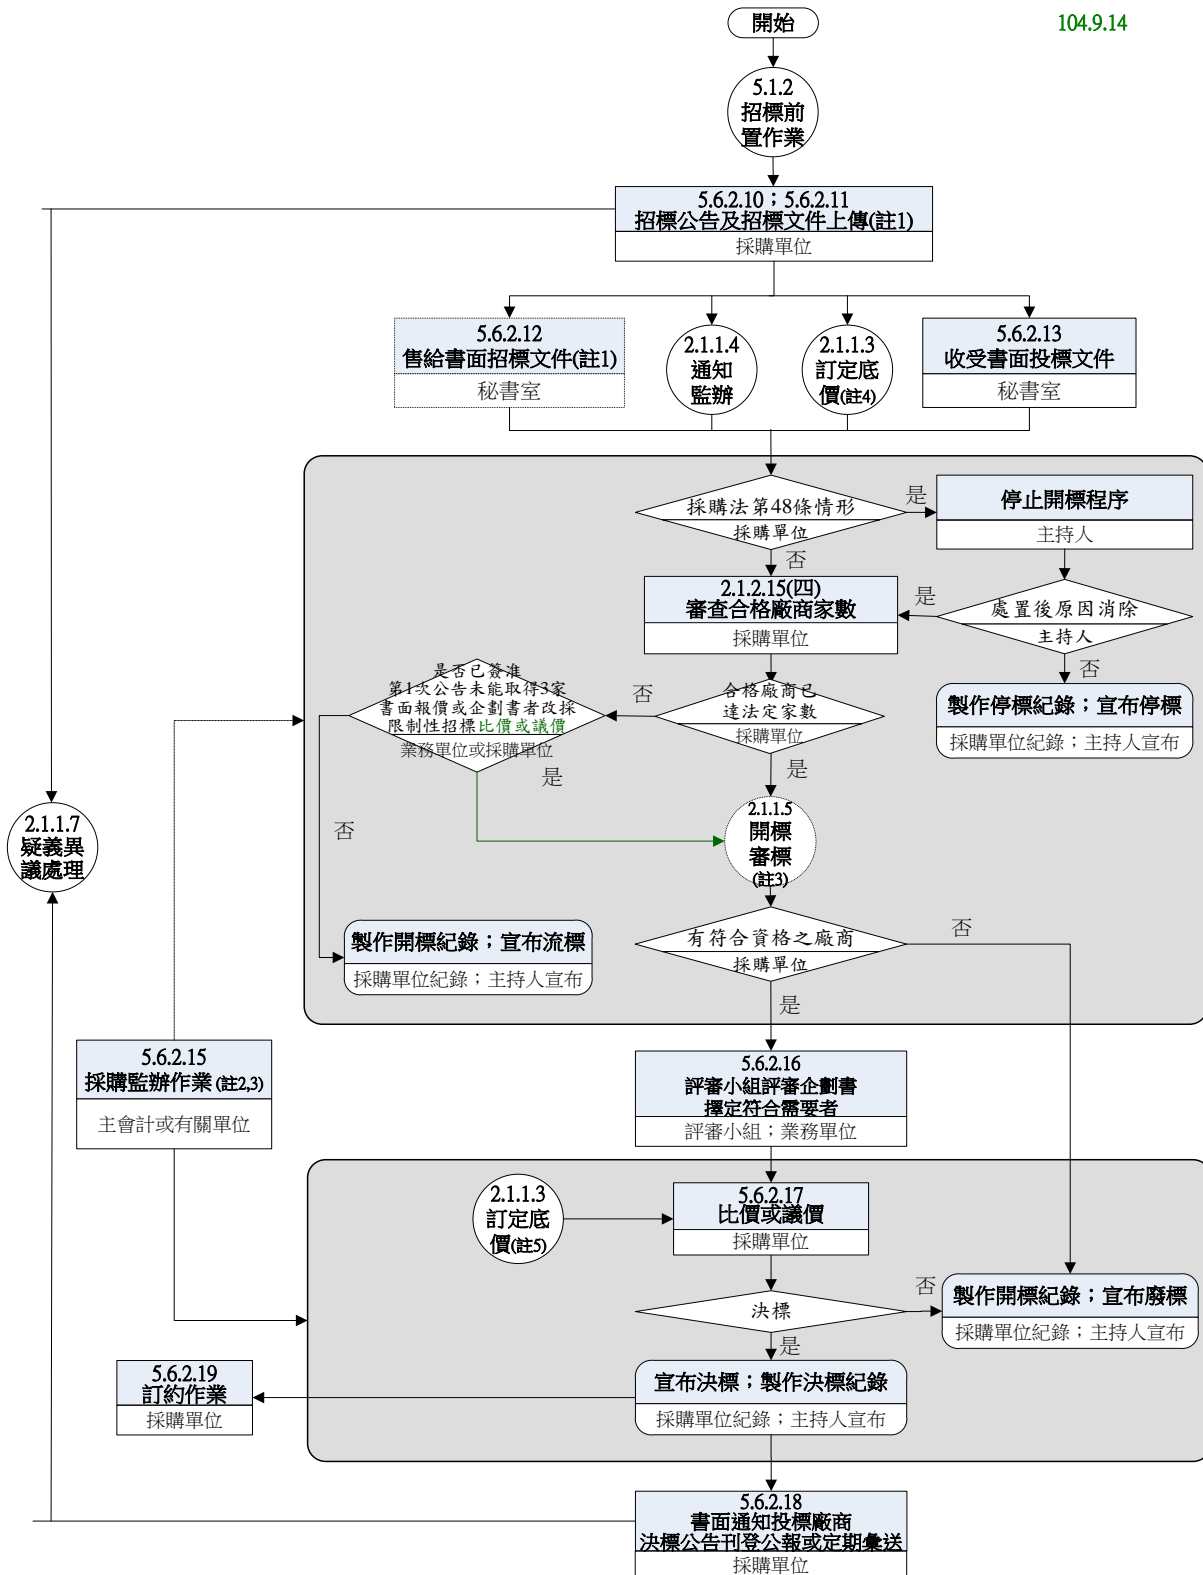 104.9.14
開始
5.1.2
招標前
置作業
5.6.2.10；5.6.2.11
招標公告及招標文件上傳(註1)
採購單位
5.6.2.12
售給書面招標文件(註1)
秘書室
2.1.1.4
通知
監辦
2.1.1.3
訂定底
價(註4)
5.6.2.13
收受書面投標文件
秘書室
採購法第48條情形
採購單位
是
停止開標程序
主持人
否
2.1.2.15(四)
審查合格廠商家數
採購單位
是
處置後原因消除
主持人
否
製作停標紀錄；宣布停標
採購單位紀錄；主持人宣布
是否已簽准
第1次公告未能取得3家
書面報價或企劃書者改採
限制性招標比價或議價
業務單位或採購單位
否
合格廠商已
達法定家數
採購單位
是
是
否
2.1.1.5
開標
審標
(註3)
2.1.1.7
疑義異
議處理
製作開標紀錄；宣布流標
採購單位紀錄；主持人宣布
有符合資格之廠商
採購單位
否
是
5.6.2.15
採購監辦作業(註2,3)
主會計或有關單位
5.6.2.16
評審小組評審企劃書
擇定符合需要者
評審小組；業務單位
2.1.1.3
訂定底
價(註5)
5.6.2.17
比價或議價
採購單位
決標
否
製作開標紀錄；宣布廢標
採購單位紀錄；主持人宣布
是
5.6.2.19
訂約作業
採購單位
宣布決標；製作決標紀錄
採購單位紀錄；主持人宣布
5.6.2.18
書面通知投標廠商
決標公告刊登公報或定期彙送
採購單位